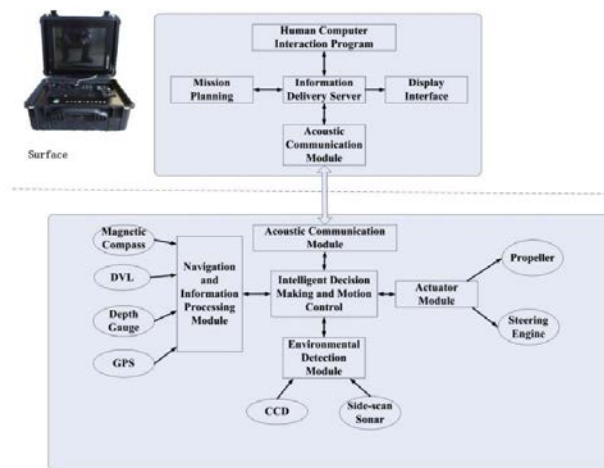 Human Computer
Interaction Program
Mission
Planning
Information
Delivery Server
Display
Interface
Acoustic
Communication
Module
Surface
Acoustic Communication
Module
Magnetic
Compass
DVL
Depth
Gauge
GPS
Navigation
and
Information
Processing
Module
Intelligent Decision
Making and Motion
Control
Actuator
Module
Propeller
Steering
Engine
Environmental
Detection
Module
CCD
Side-scan
Sonar